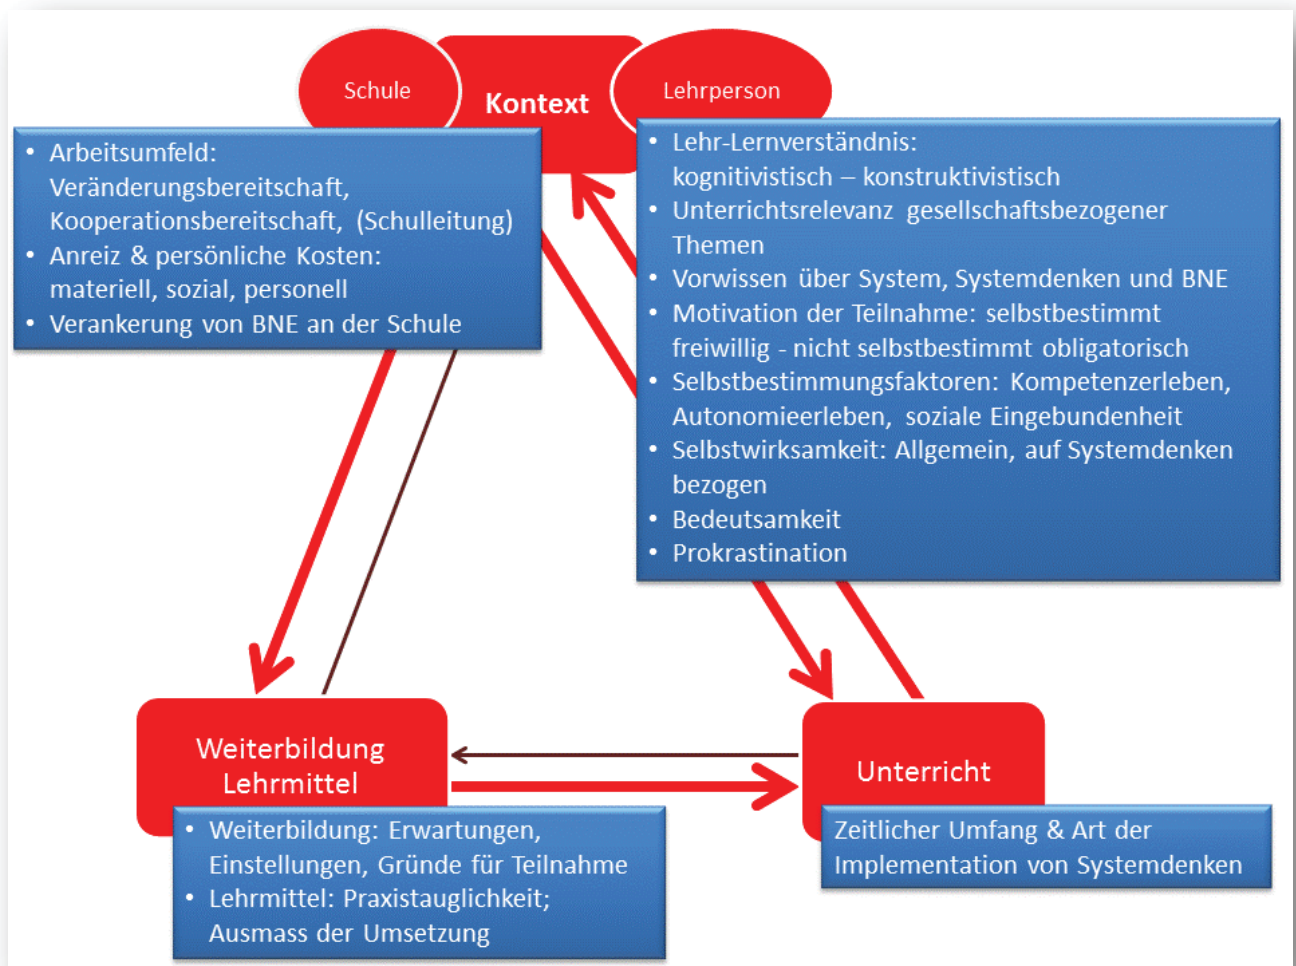 Schule
Kontext
Lehrperson
• Arbeitsumfeld:
Veränderungsbereitschaft,
Kooperationsbereitschaft, (Schulleitung)
• Anreiz & persönliche Kosten:
materiell, sozial, personell
• Verankerung von BNE an der Schule
• Lehr-Lernverständnis:
kognitivistisch – konstruktivistisch
• Unterrichtsrelevanz gesellschaftsbezogener
Themen
• Vorwissen über System, Systemdenken und BNE
• Motivation der Teilnahme: selbstbestimmt
freiwillig - nicht selbstbestimmt obligatorisch
• Selbstbestimmungsfaktoren: Kompetenzerleben,
Autonomieerleben, soziale Eingebundenheit
• Selbstwirksamkeit: Allgemein, auf Systemdenken
bezogen
• Bedeutsamkeit
• Prokrastination
Weiterbildung
Lehrmittel
• Weiterbildung: Erwartungen,
Einstellungen, Gründe für Teilnahme
• Lehrmittel: Praxistauglichkeit;
Ausmass der Umsetzung
Unterricht
Zeitlicher Umfang & Art der
Implementation von Systemdenken